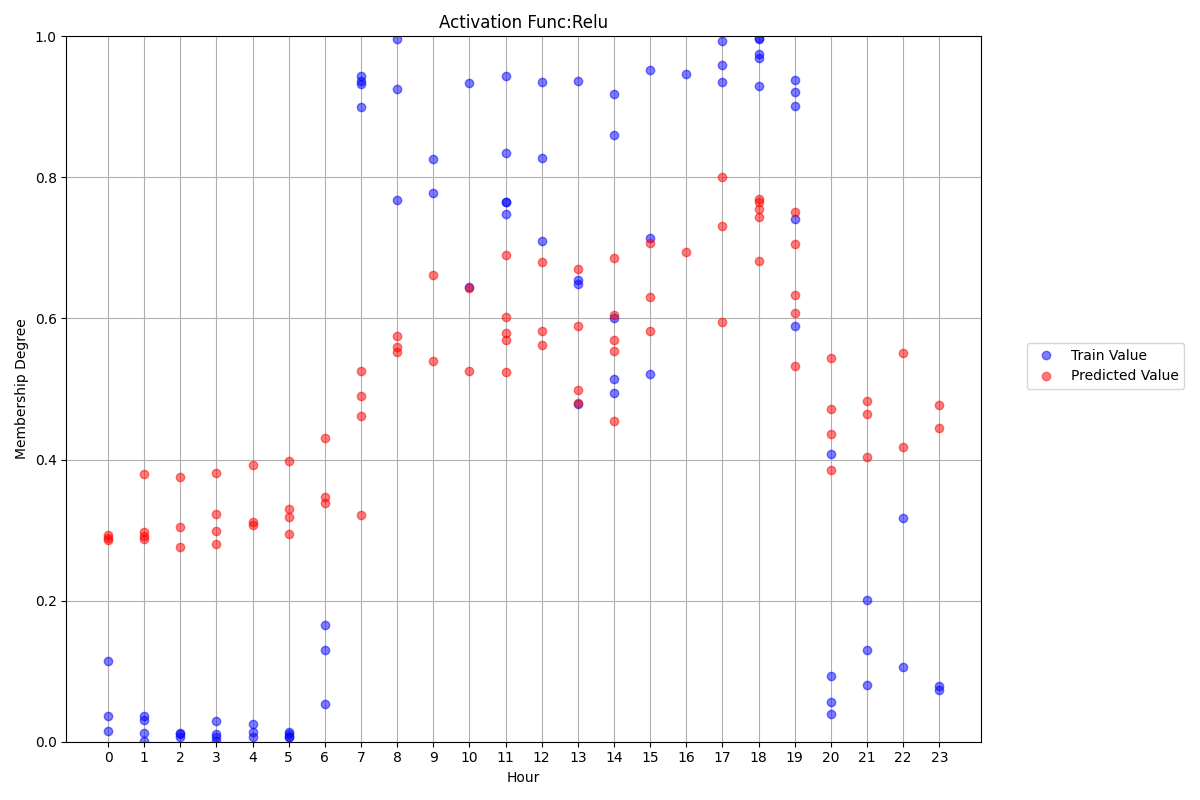 Activation Func:Relu
Membership Degree
1.0
0.8
0.6
0.4
0.2
0.0
0 1 2 3 4 5 6 7 8 9 10 11 12 13 14 15 16 17 18 19 20 21 22 23
Hour
Train Value
Predicted Value